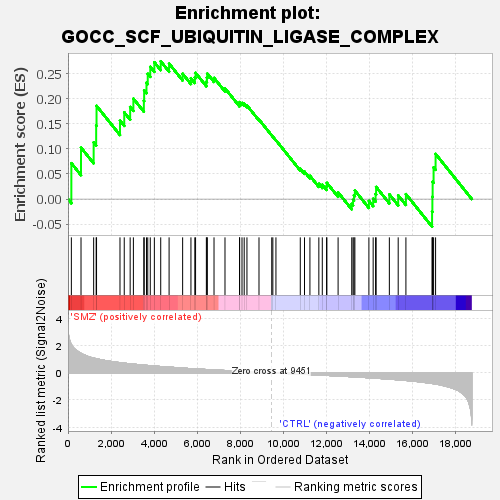 Enrichment plot:
GOCC_SCF_UBIQUITIN_LIGASE_COMPLEX
Enrichment score (ES)
0.25
0.20
0.15
0.10
0.05
0.00
-0.05
'SMZ' (positively correlated)
Ranked list metric (Signal2Noise)
4
2
0
-2
-4
Zero cross at 9451
'CTRL' (negatively correlated)
0
2,000
4,000
6,000
8,000
10,000
12,000
14,000
16,000
18,000
Rank in Ordered Dataset
Enrichment profile
Hits
Ranking metric scores